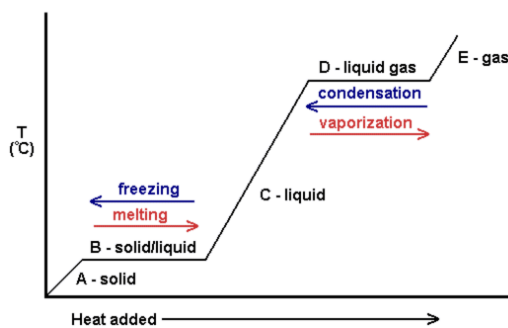 D - liquid gas
E - gas
condensation
vaporization
T
(°C)
freezing
melting
C - liquid
B - solid/liquid
A - solid
Heat added